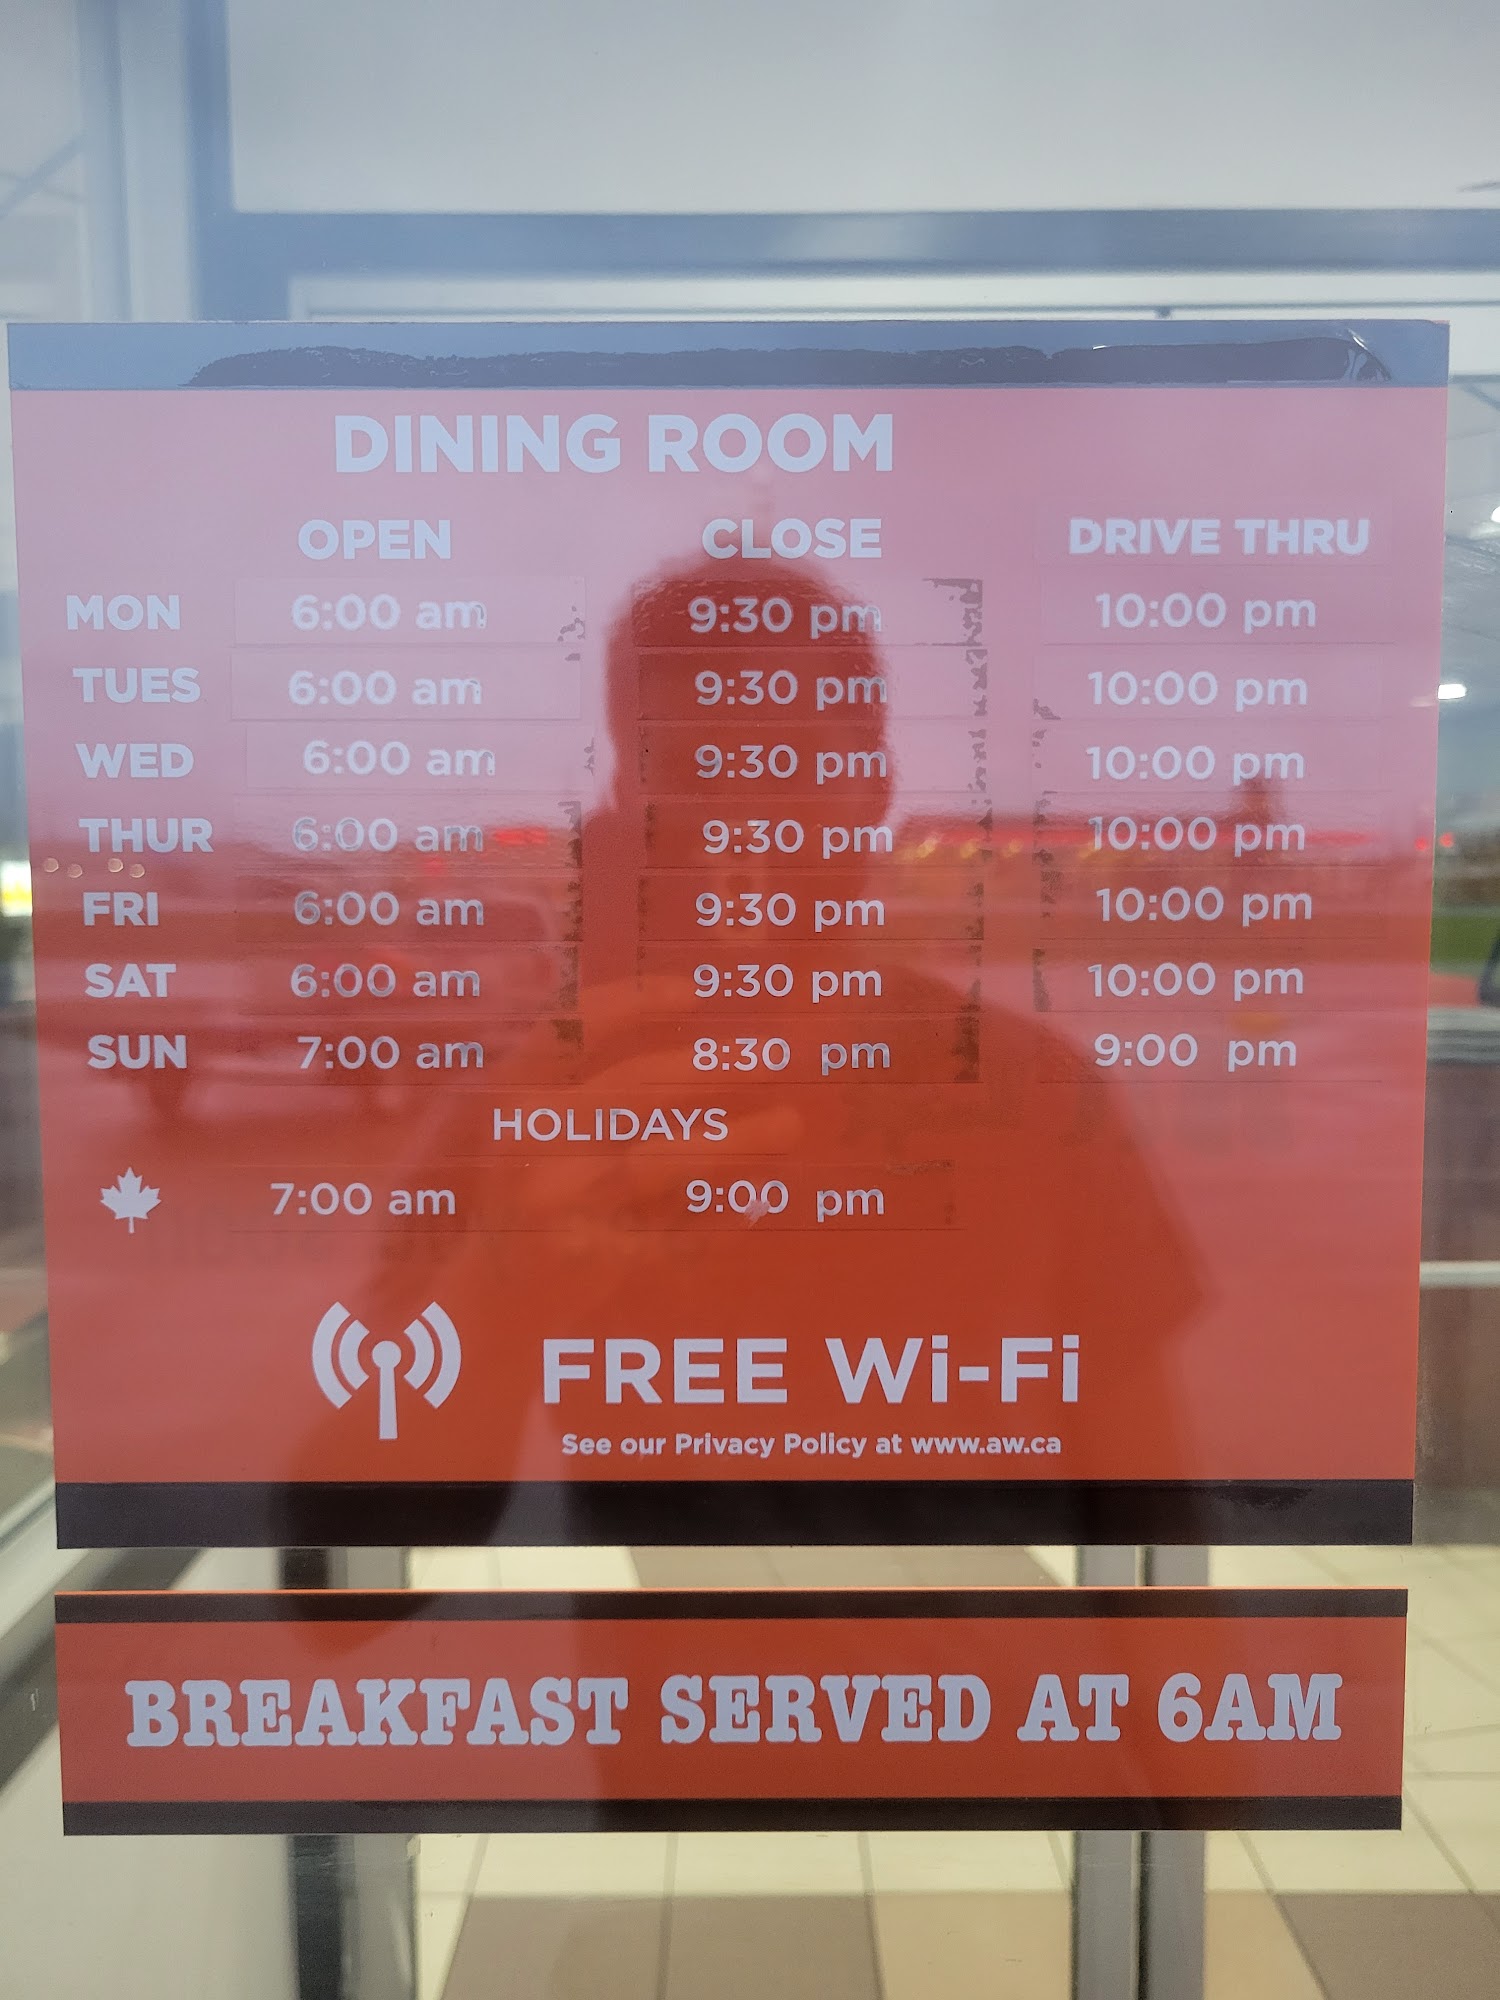 DINING ROOM
OPEN CLOSE DRIVE THRU
MON 6:00 am 9:30 pm 10:00 pm
TUES 6:00 am 9:30 pm 10:00 pm
WED 6:00 am 9:30 pm 10:00 pm
THUR 6:00 am 9:30 pm 10:00 pm
FRI 6:00 am 9:30 pm 10:00 pm
SAT 6:00 am 9:30 pm 10:00 pm
SUN 7:00 am 8:30 pm 9:00 pm
HOLIDAYS
7:00 am 9:00 pm
FREE Wi-Fi
See our Privacy Policy at www.aw.ca
BREAKFAST SERVED AT 6AM